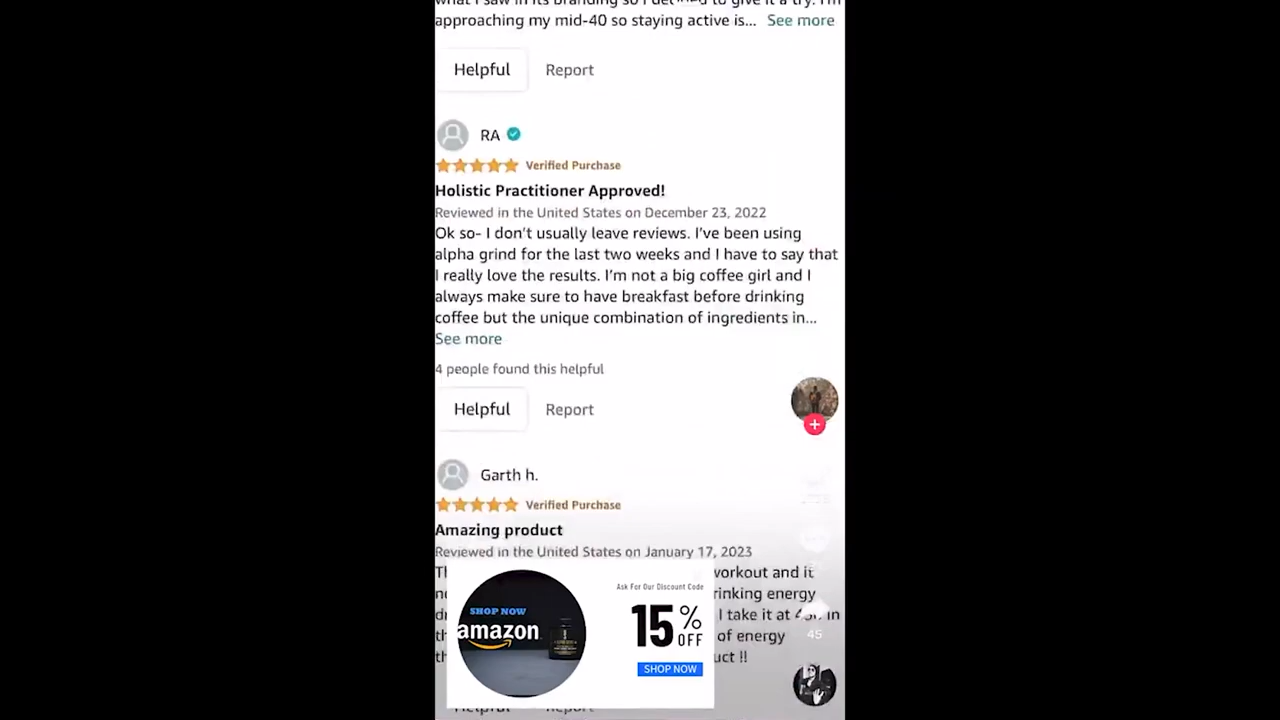 approaching my mid-40 so staying active is... See more
Helpful Report
RA
Verified Purchase
Holistic Practitioner Approved!
Reviewed in the United States on December 23, 2022
Ok so- I don't usually leave reviews. I've been using
alpha grind for the last two weeks and I have to say that
I really love the results. I'm not a big coffee girl and I
always make sure to have breakfast before drinking
coffee but the unique combination of ingredients in...
See more
4 people found this helpful
Helpful Report
Garth h.
Verified Purchase
Amazing product
Reviewed in the United States on January 17, 2023
workout and it
rinking energy
I take it at in
of energy
uct !!
45
SHOP NOW
amazon
Ask For Our Discount Code
15% OFF
SHOP NOW